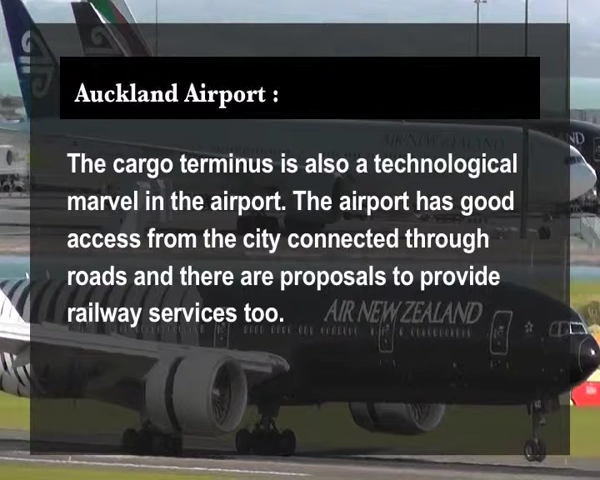 Auckland Airport :
The cargo terminus is also a technological
marvel in the airport. The airport has good
access from the city connected through
roads and there are proposals to provide
railway services too.
AIR NEW ZEALAND